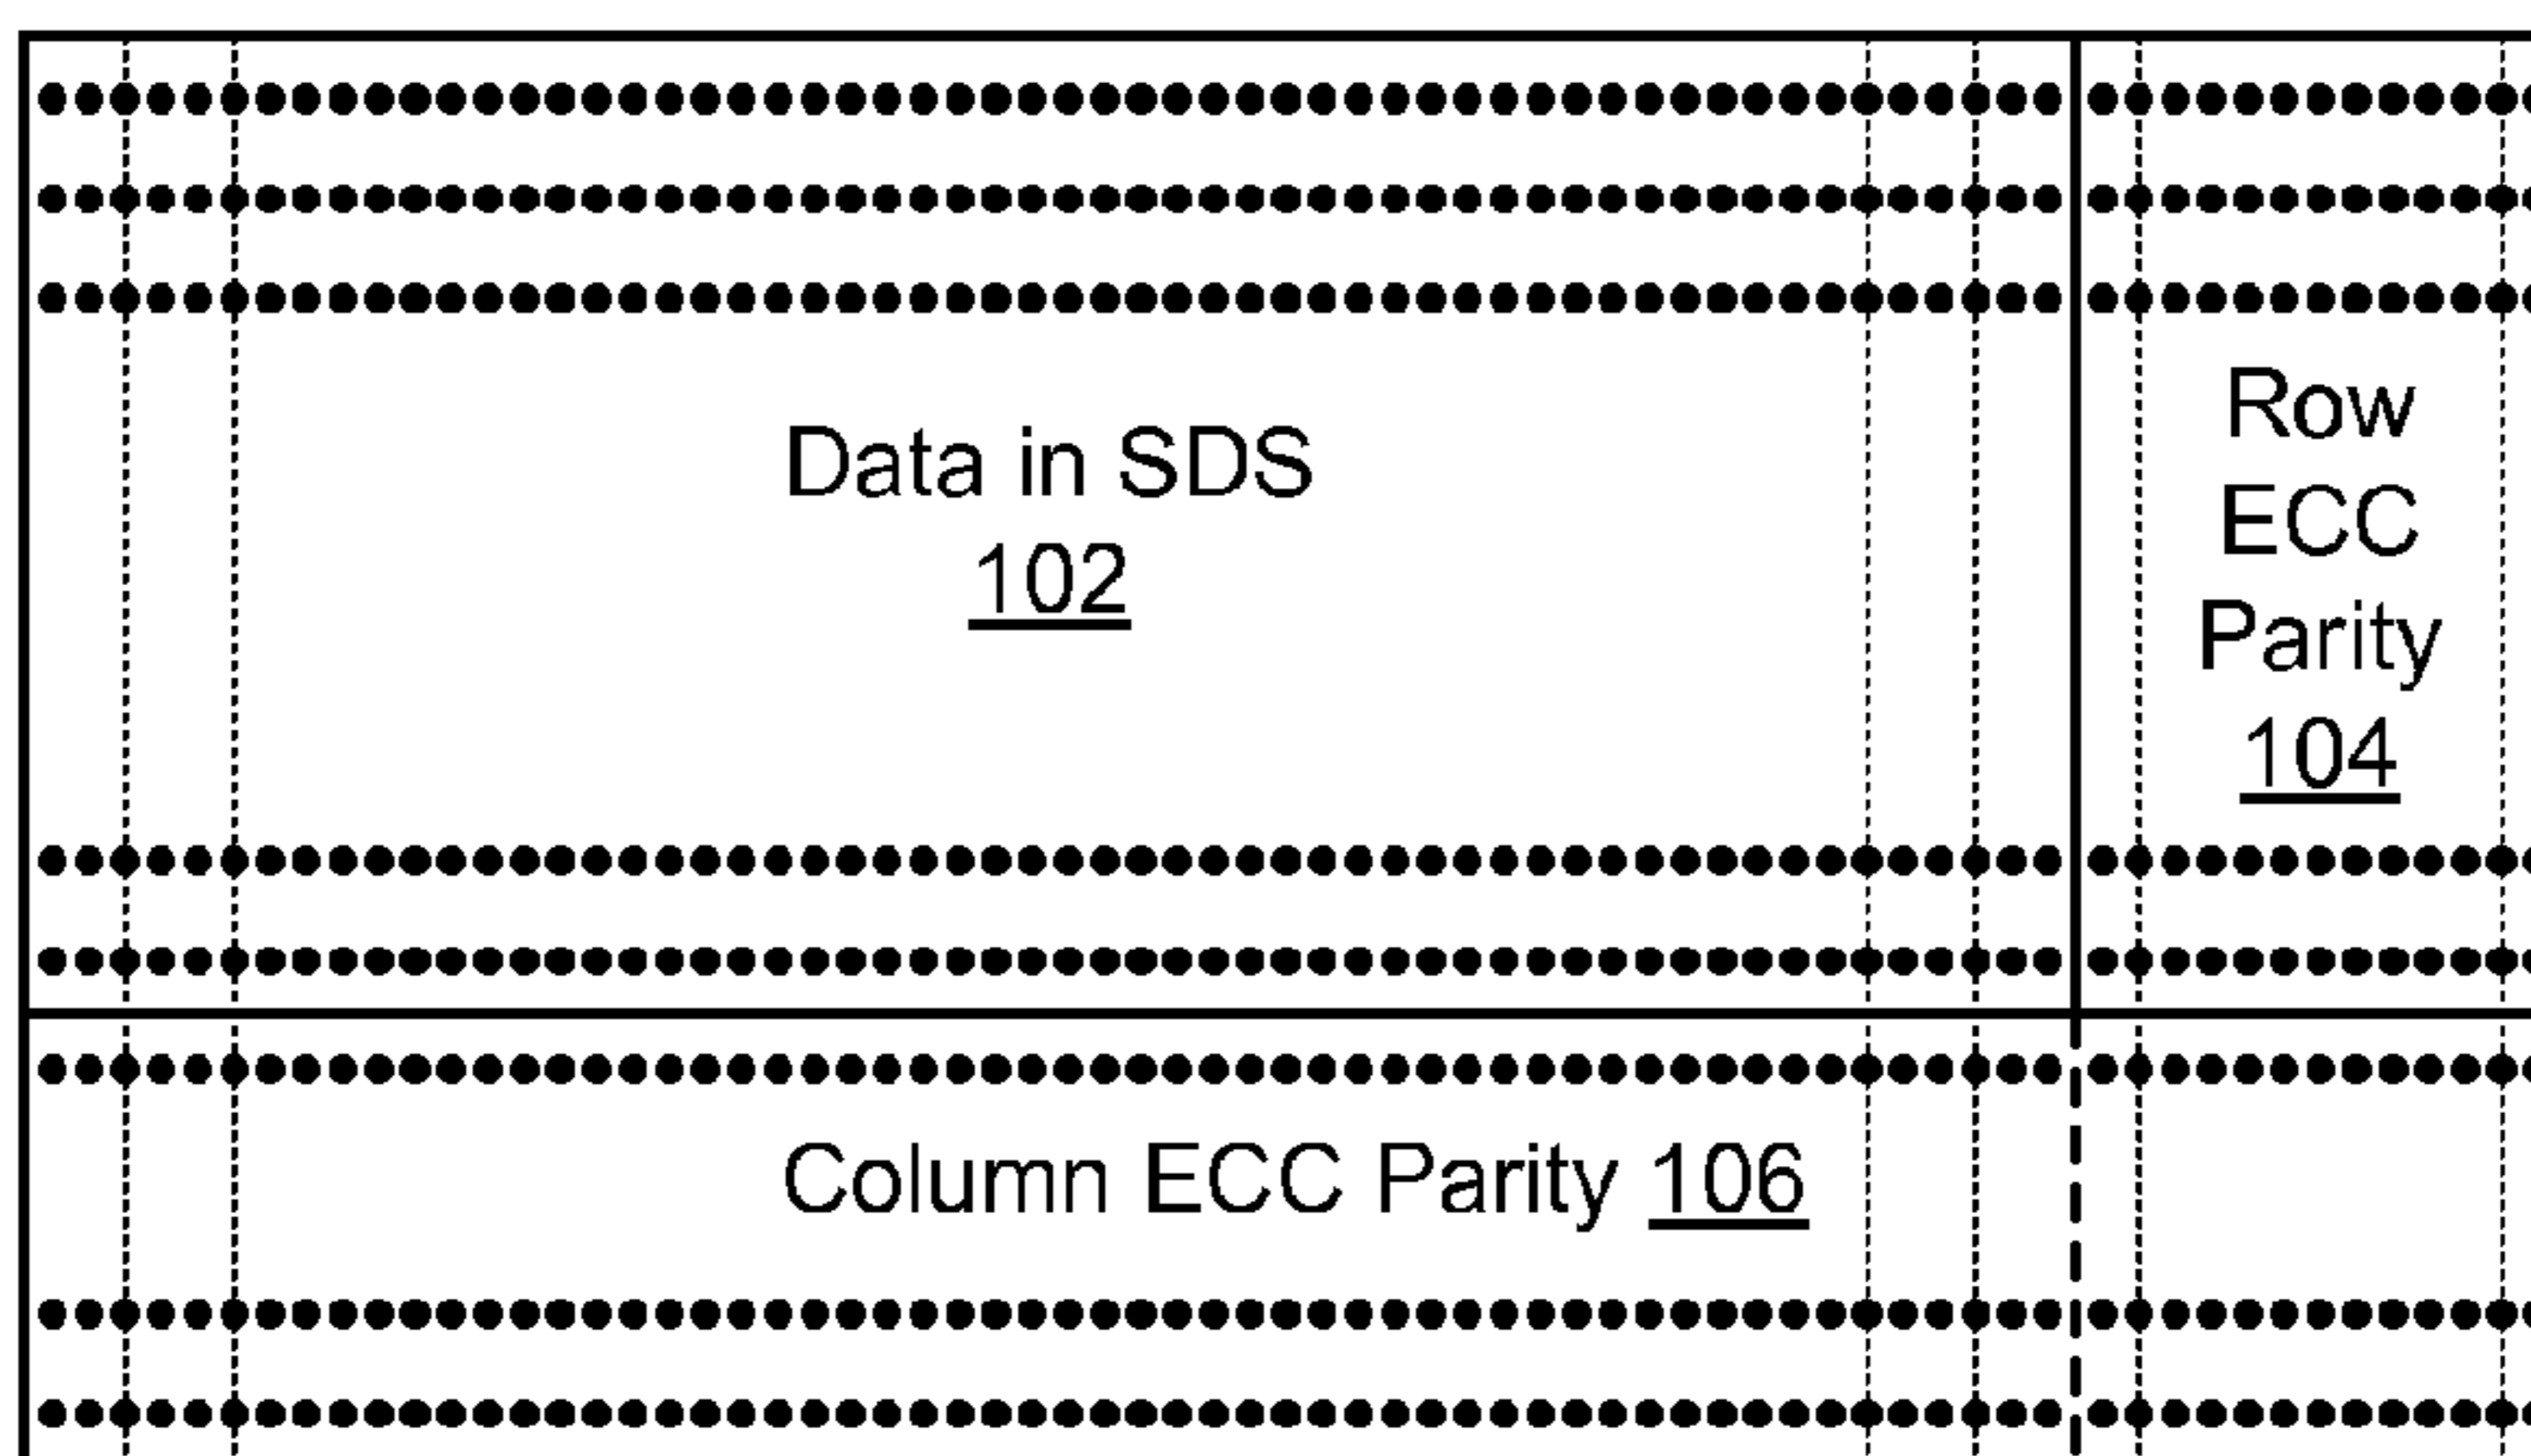 Data in SDS
102
Row
ECC
Parity
104
Column ECC Parity 106